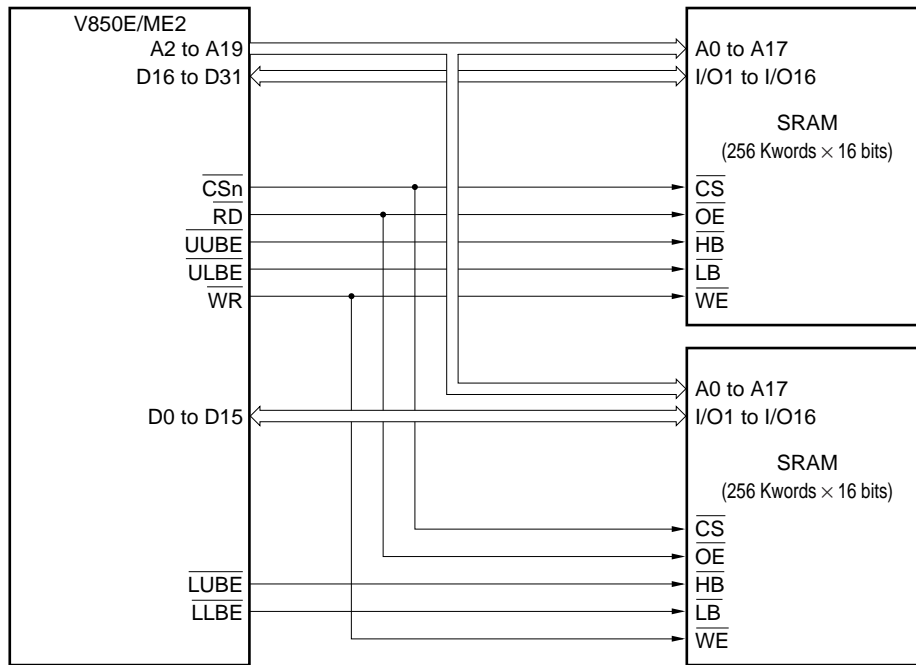 V850E/ME2
A2 to A19
D16 to D31
CSn
RD
UUBE
ULBE
WR
D0 to D15
LUBE
LLBE
A0 to A17
I/O1 to I/O16
SRAM
(256 Kwords × 16 bits)
CS
OE
HB
LB
WE
A0 to A17
I/O1 to I/O16
SRAM
(256 Kwords × 16 bits)
CS
OE
HB
LB
WE